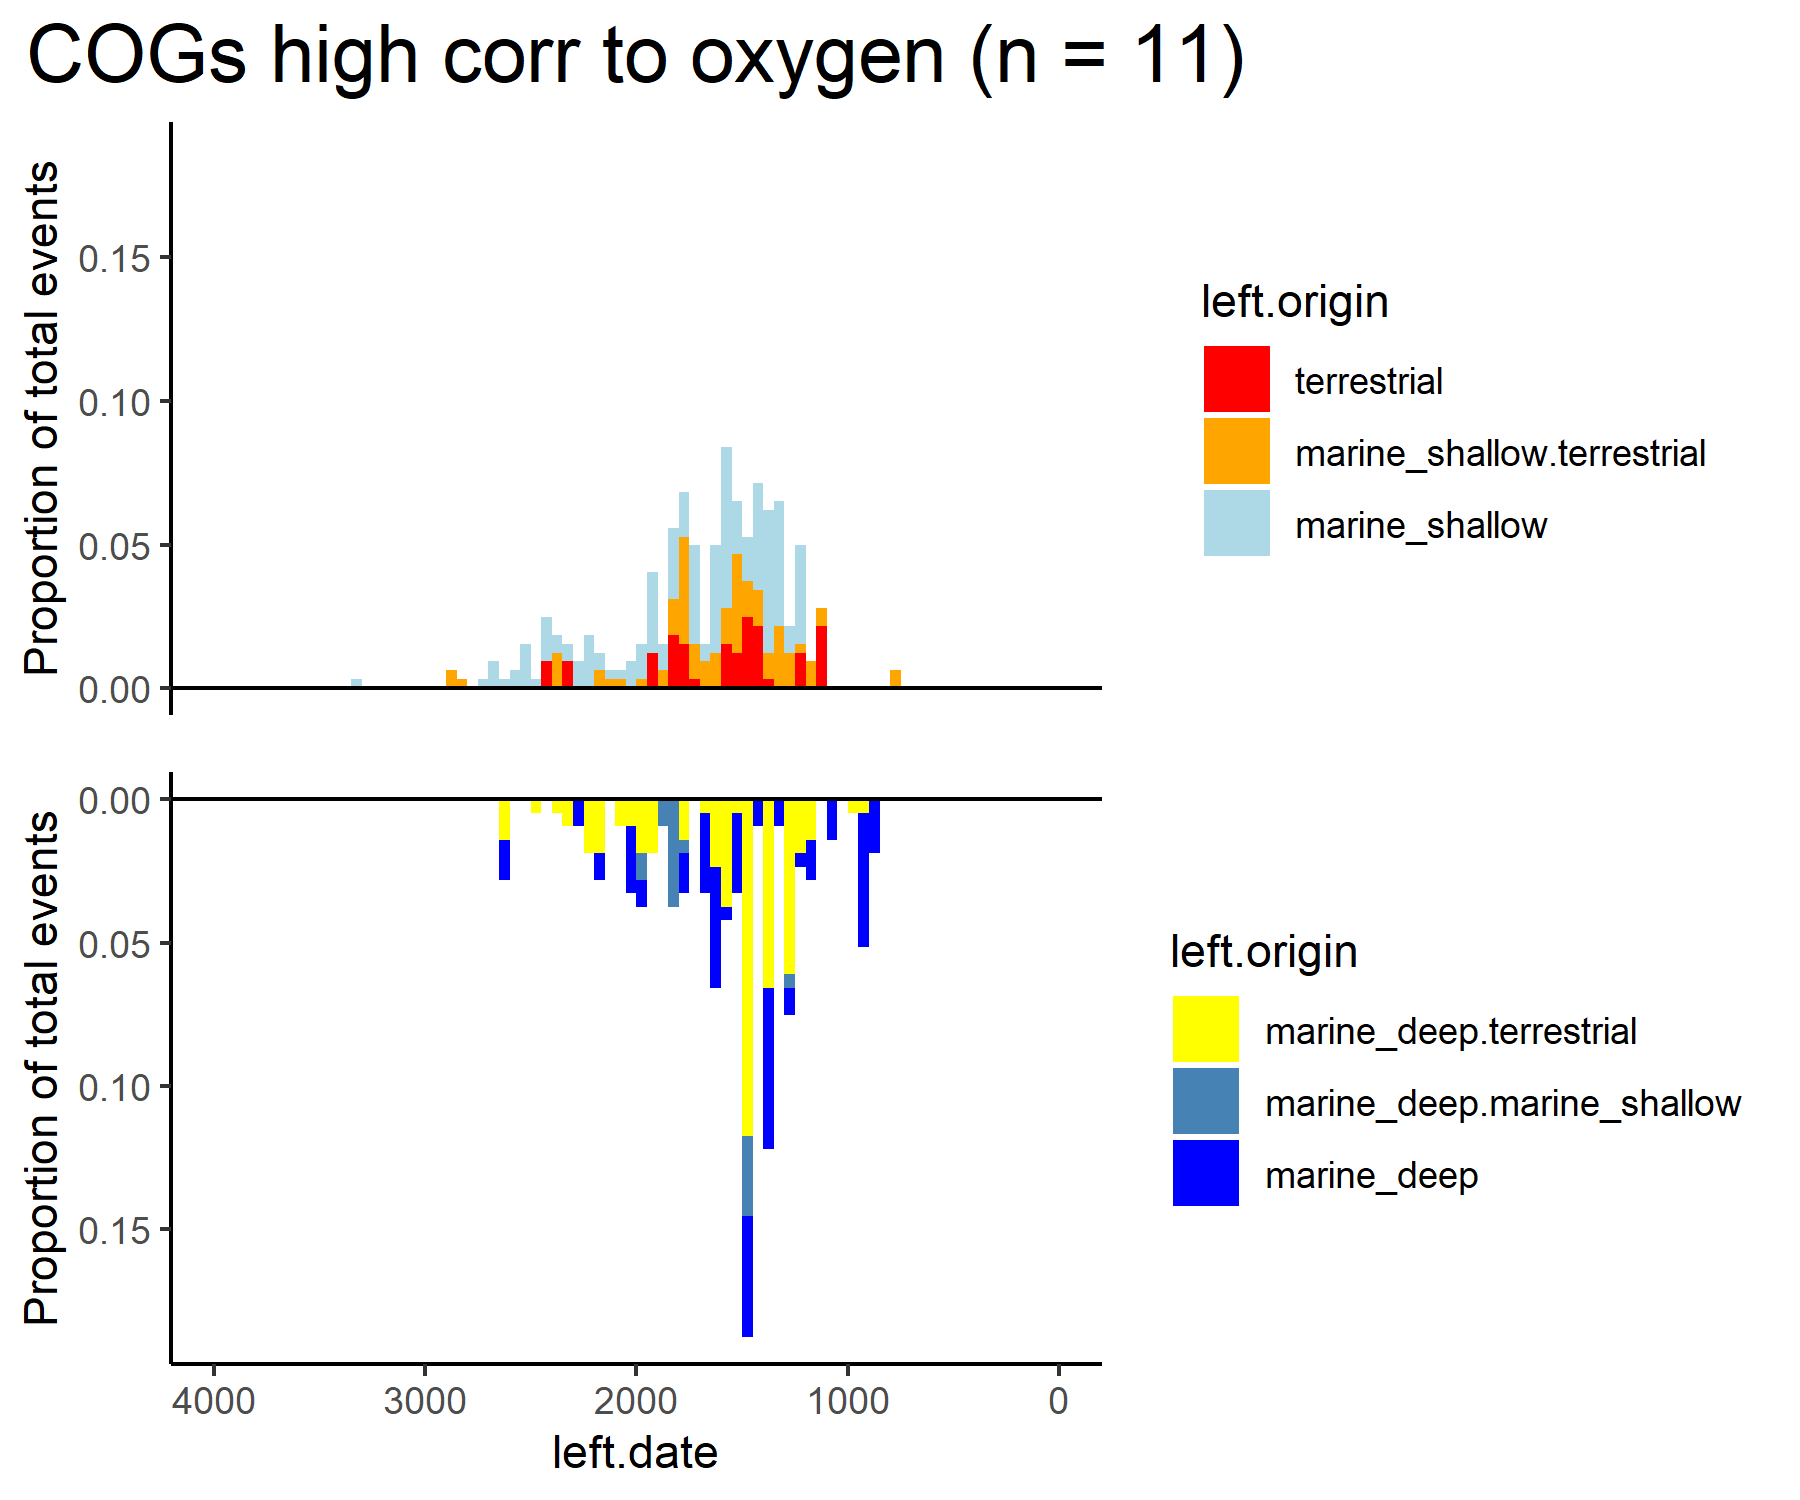 COGs high corr to oxygen (n = 11)
Proportion of total events
0.15
0.10
0.05
0.00
left.origin
terrestrial
marine_shallow.terrestrial
marine_shallow
Proportion of total events
0.00
0.05
0.10
0.15
left.origin
marine_deep.terrestrial
marine_deep.marine_shallow
marine_deep
4000 3000 2000 1000 0
left.date